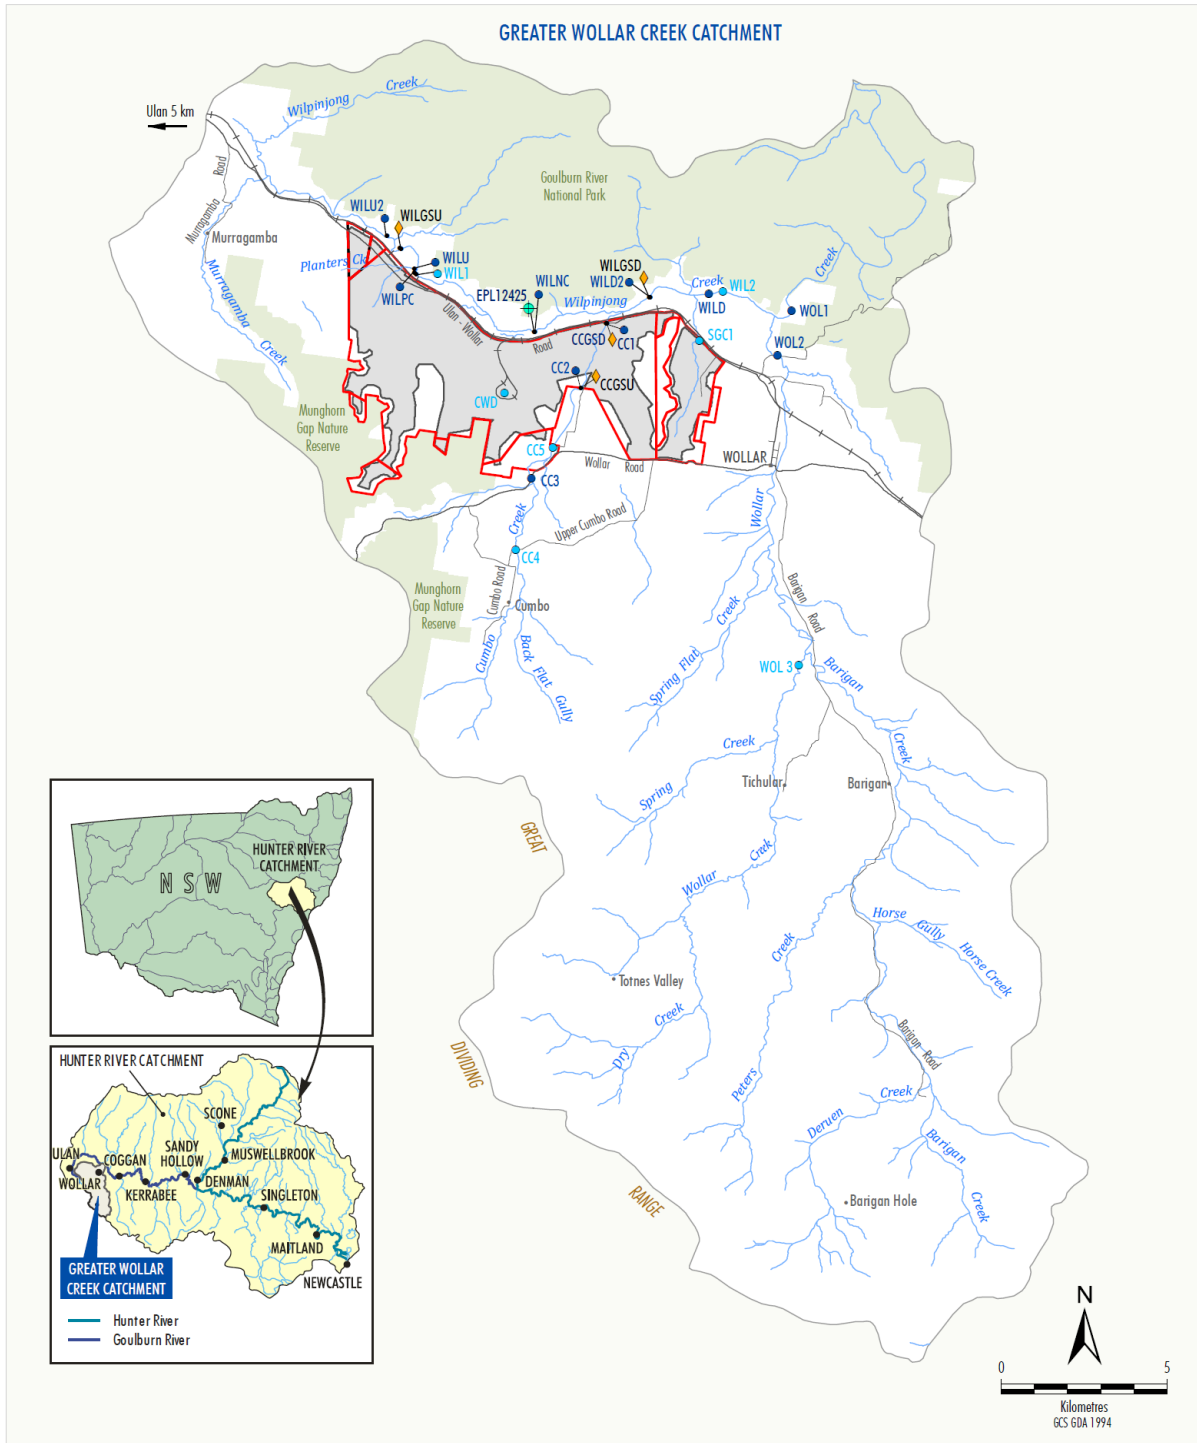 GREATER WOLLAR CREEK CATCHMENT
Wilpinjong
Creek
Ulan 5 km
Murragamba
Road
Murragamba
Murragamba
Creek
Planters Ck
Goulburn River
National Park
WILU2
WILGSU
WILU
WIL1
WILPC
EPL12425
WILNC
WILGSD
WILD2
Wilpinjong
Creek
WIL2
WILD
Creek
WOL1
WOL2
Ulan - Wollar
Road
CCGSD
CC1
SGC1
CC2
CCGSU
CWD
Munghorn
Gap Nature
Reserve
CC5
Wollar
Road
WOLLAR
CC3
Creek
Upper Cumbo Road
Wollar
CC4
Munghorn
Gap Nature
Reserve
Cumbo Road
Cumbo
Cumbo
Back Flat Gully
Barigan
Road
Creek
Spring Flat
WOL 3
Barigan
Creek
Creek
Spring
Tichular
Barigan
GREAT
Creek
Wollar
Horse
Gully
Horse Creek
Creek
Totnes Valley
Creek
Dry
DIVIDING
Barigan Road
Peters
Creek
Deruen
Barigan
Creek
RANGE
Barigan Hole
HUNTER RIVER
CATCHMENT
N S W
HUNTER RIVER CATCHMENT
SCONE
SANDY
HOLLOW
MUSWELLBROOK
ULAN
COGGAN
WOLLAR
KERRABEE
DENMAN
SINGLETON
MAITLAND
NEWCASTLE
GREATER WOLLAR
CREEK CATCHMENT
Hunter River
Goulburn River
N
0
5
Kilometres
GCS GDA 1994